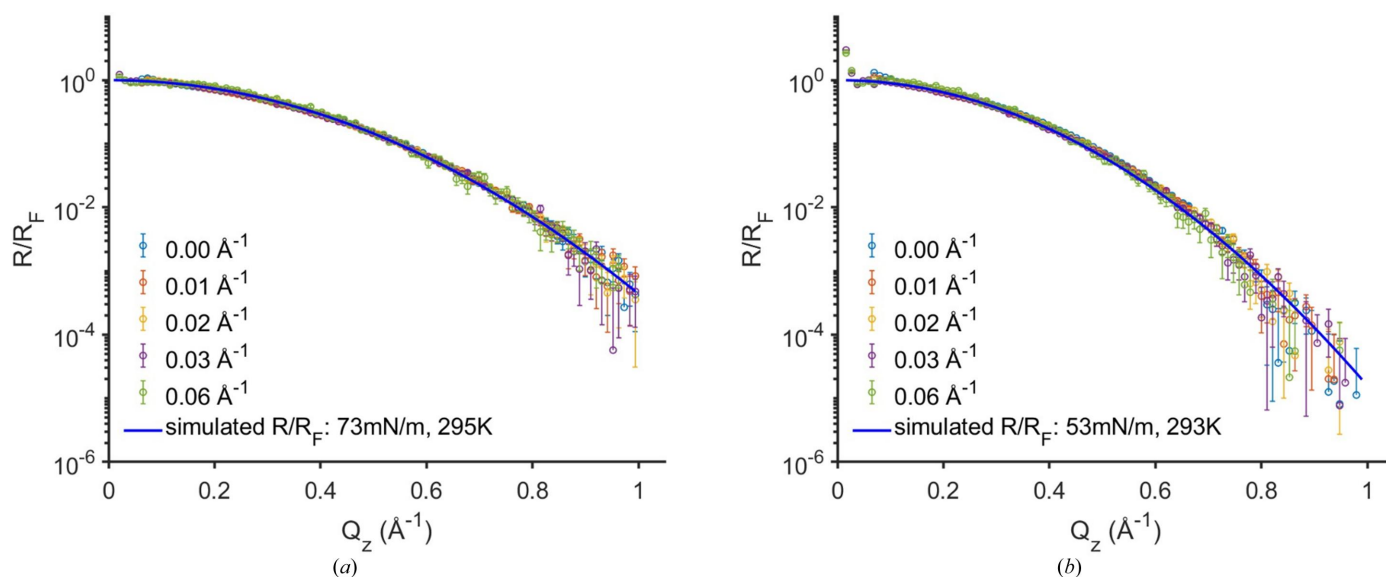 10⁰
10⁻²
10⁻⁴
10⁻⁶
R/R_F
0.00 Å⁻¹
0.01 Å⁻¹
0.02 Å⁻¹
0.03 Å⁻¹
0.06 Å⁻¹
simulated R/R_F: 73mN/m, 295K
0 0.2 0.4 0.6 0.8 1
Q_z (Å⁻¹)
(a)
10⁰
10⁻²
10⁻⁴
10⁻⁶
R/R_F
0.00 Å⁻¹
0.01 Å⁻¹
0.02 Å⁻¹
0.03 Å⁻¹
0.06 Å⁻¹
simulated R/R_F: 53mN/m, 293K
0 0.2 0.4 0.6 0.8 1
Q_z (Å⁻¹)
(b)